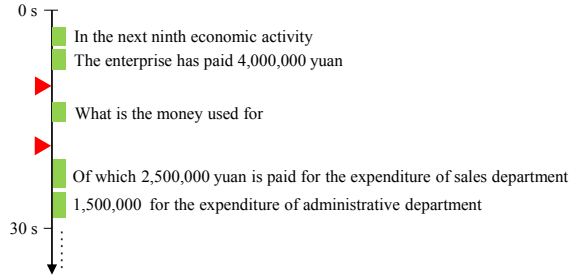 0 s
In the next ninth economic activity
The enterprise has paid 4,000,000 yuan
What is the money used for
Of which 2,500,000 yuan is paid for the expenditure of sales department
1,500,000 for the expenditure of administrative department
30 s